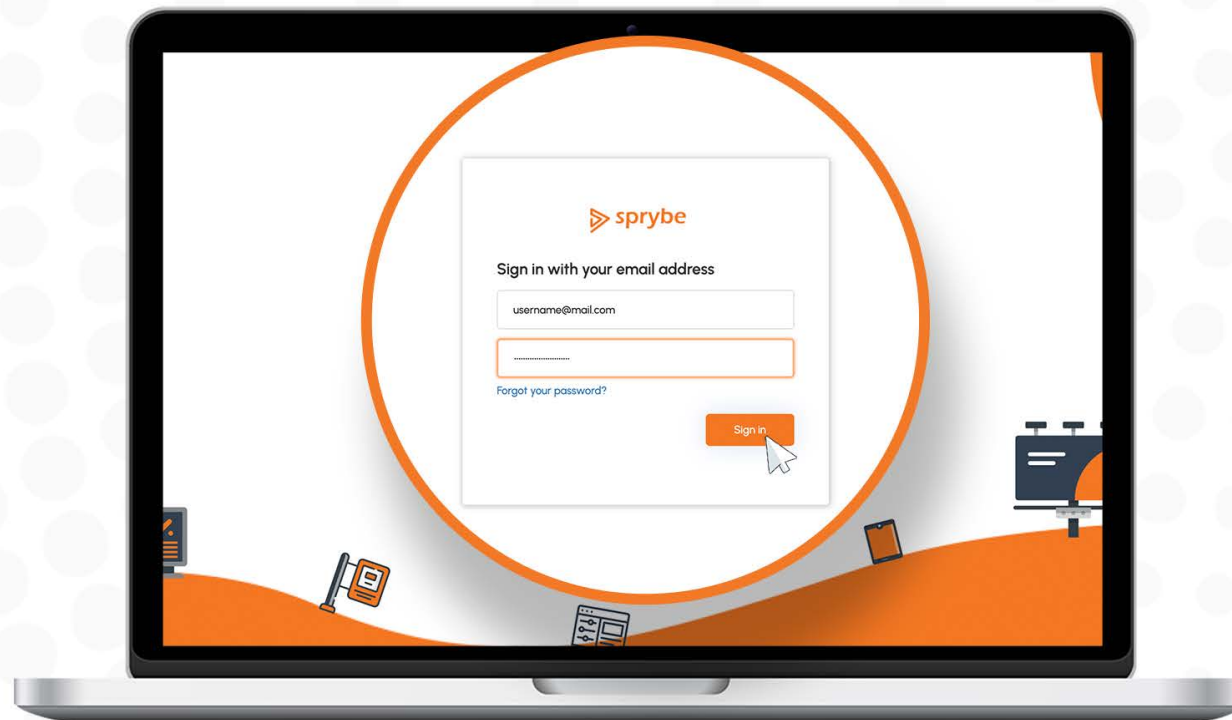 sprybe
Sign in with your email address
username@mail.com
Forgot your password?
Sign in